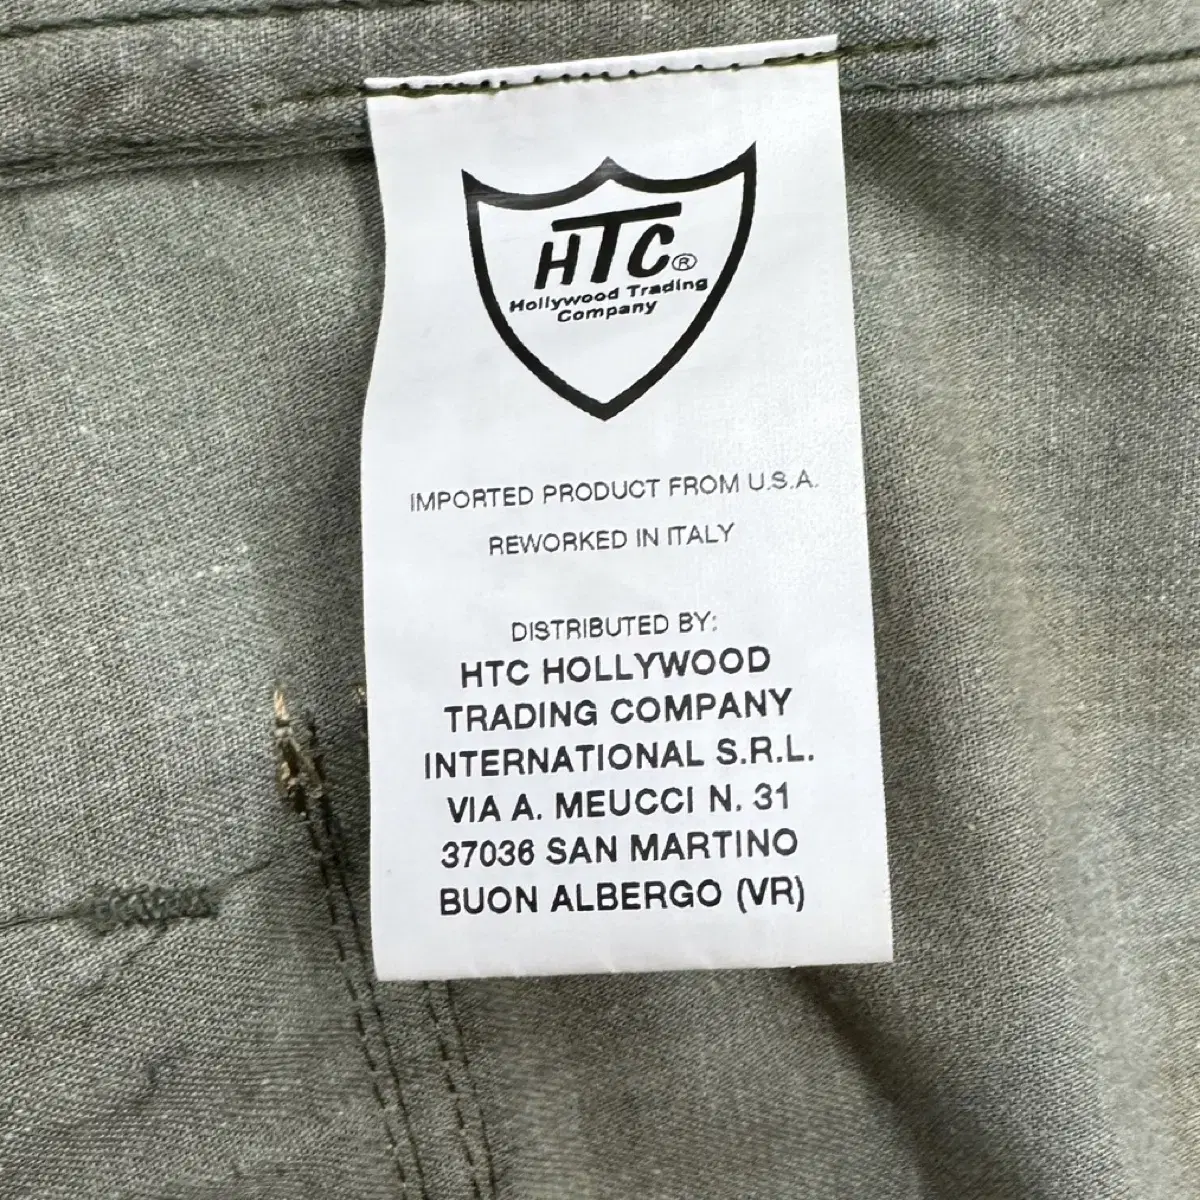 HTC®
Hollywood Trading
Company
IMPORTED PRODUCT FROM U.S.A.
REWORKED IN ITALY
DISTRIBUTED BY:
HTC HOLLYWOOD
TRADING COMPANY
INTERNATIONAL S.R.L.
VIA A. MEUCCI N. 31
37036 SAN MARTINO
BUON ALBERGO (VR)